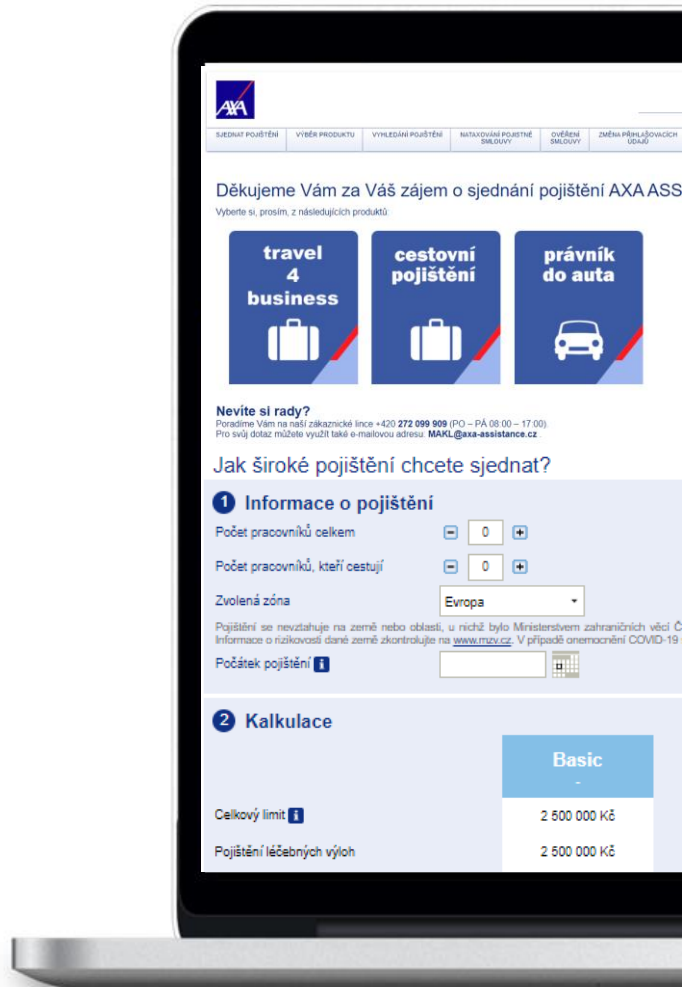 AXA
SJEDNAT POJIŠTĚNÍ VÝBĚR PRODUKTU VYHLEDÁNÍ POJIŠTĚNÍ NATAXOVÁNÍ POJISTNÉ SMLOUVY OVĚŘENÍ SMLOUVY ZMĚNA PŘIHLAŠOVACÍCH ÚDAJŮ
Děkujeme Vám za Váš zájem o sjednání pojištění AXA ASS
Vyberte si, prosím, z následujících produktů:
travel
4
business
cestovní
pojištění
právník
do auta
Nevíte si rady?
Poradíme Vám na naší zákaznické lince +420 272 099 909 (PO – PÁ 08:00 – 17:00)
Pro svůj dotaz můžete využít také e-mailovou adresu: MAKL@axa-assistance.cz
Jak široké pojištění chcete sjednat?
1 Informace o pojištění
Počet pracovníků celkem 0
Počet pracovníků, kteří cestují 0
Zvolená zóna Evropa
Pojištění se nevztahuje na země nebo oblasti, u nichž bylo Ministerstvem zahraničních věcí Č
Informace o rizikovosti dané země zkontrolujte na www.mzv.cz. V případě onemocnění COVID-19
Počátek pojištění i
2 Kalkulace
Basic
-
Celkový limit i 2 500 000 Kč
Pojištění léčebných výloh 2 500 000 Kč